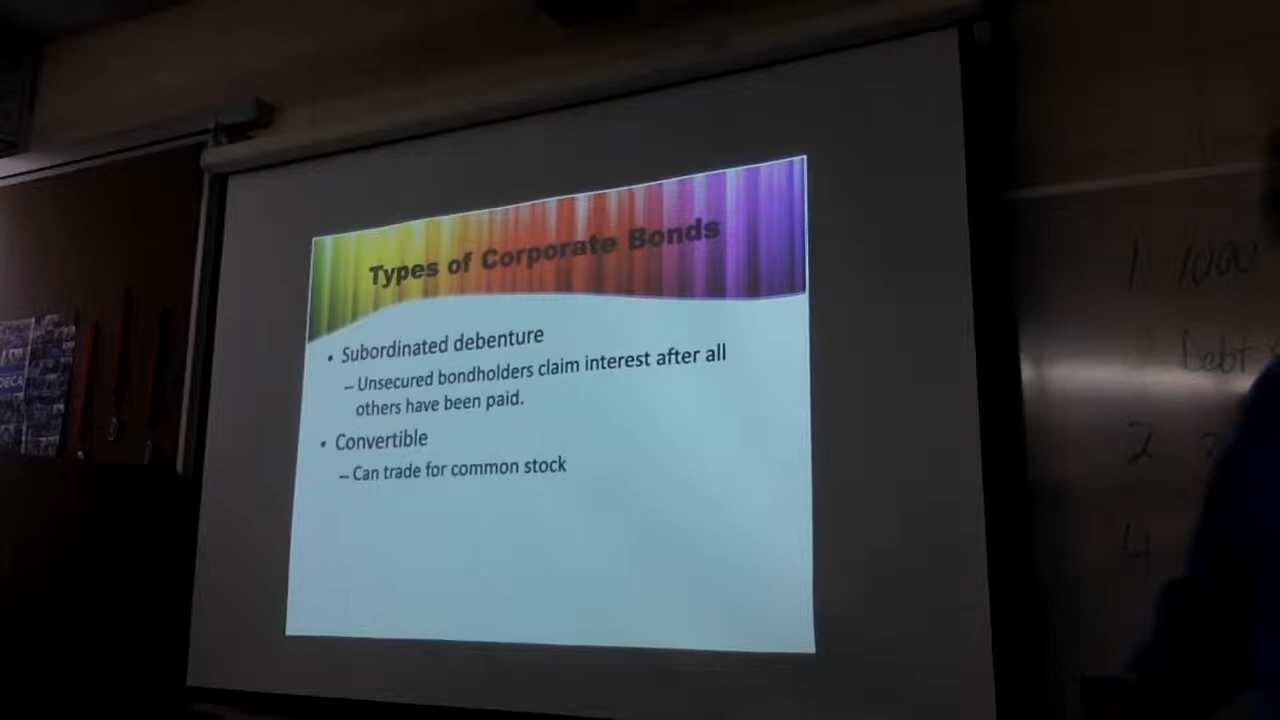 Types of Corporate Bonds
• Subordinated debenture
– Unsecured bondholders claim interest after all
others have been paid.
• Convertible
– Can trade for common stock
DECA
1 1000
Debt
2
4